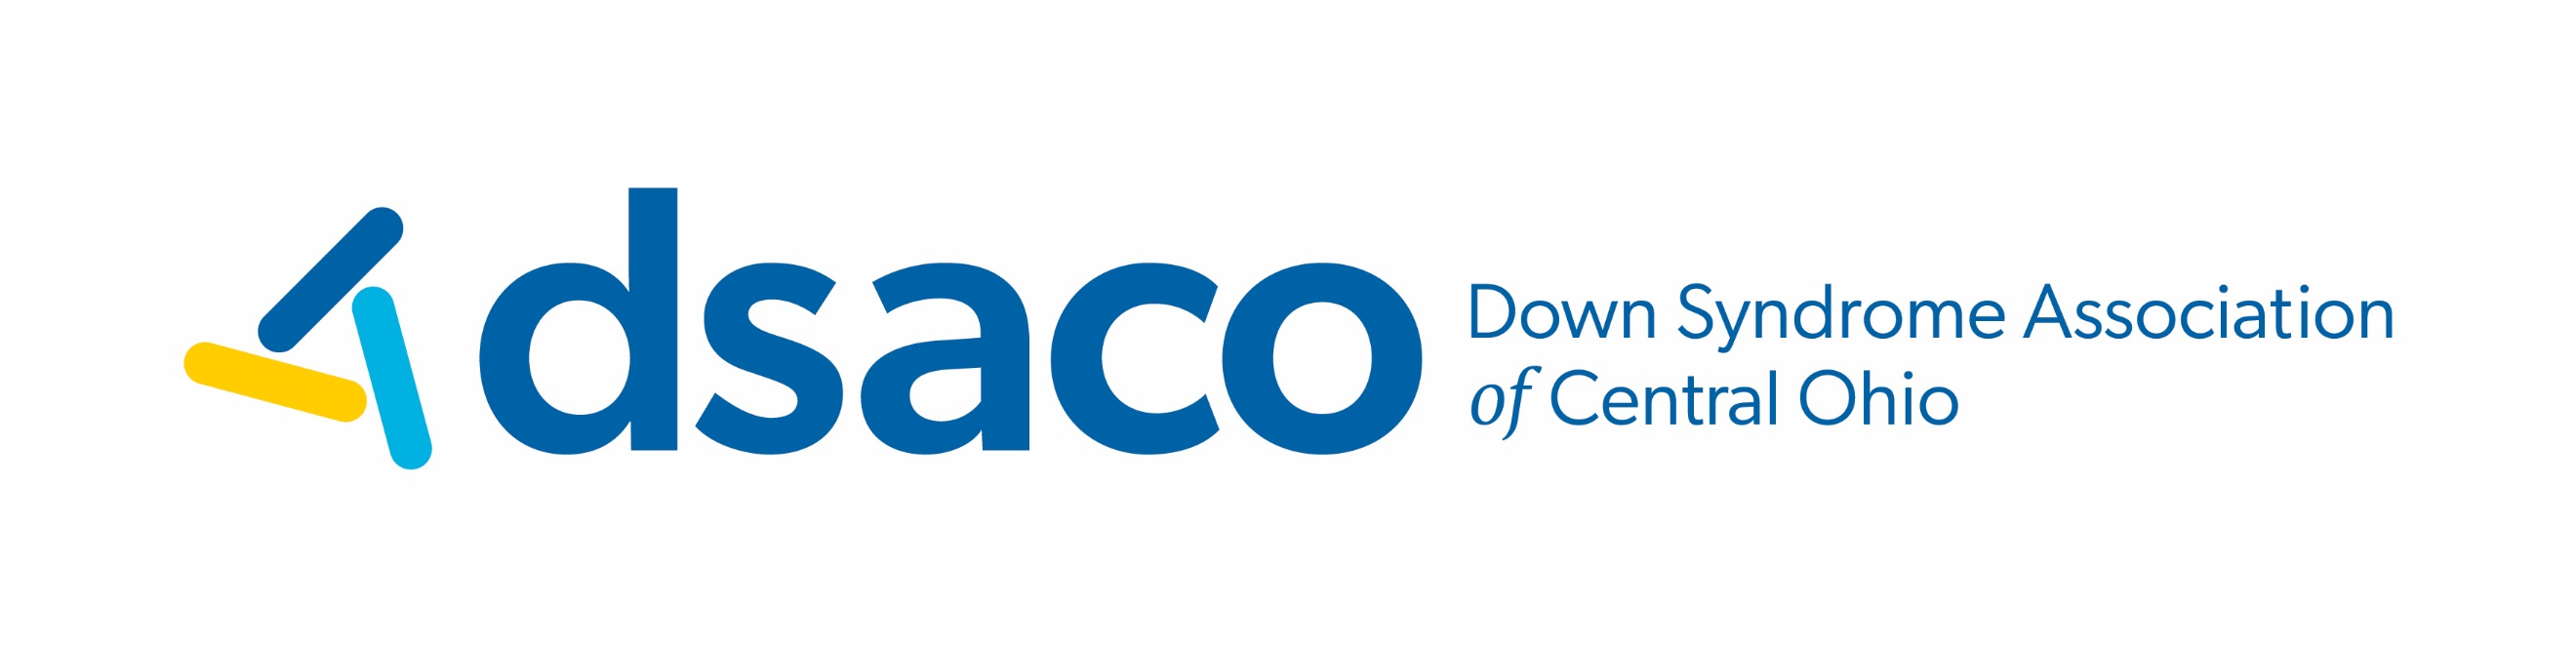 dsaco
Down Syndrome Association
of Central Ohio